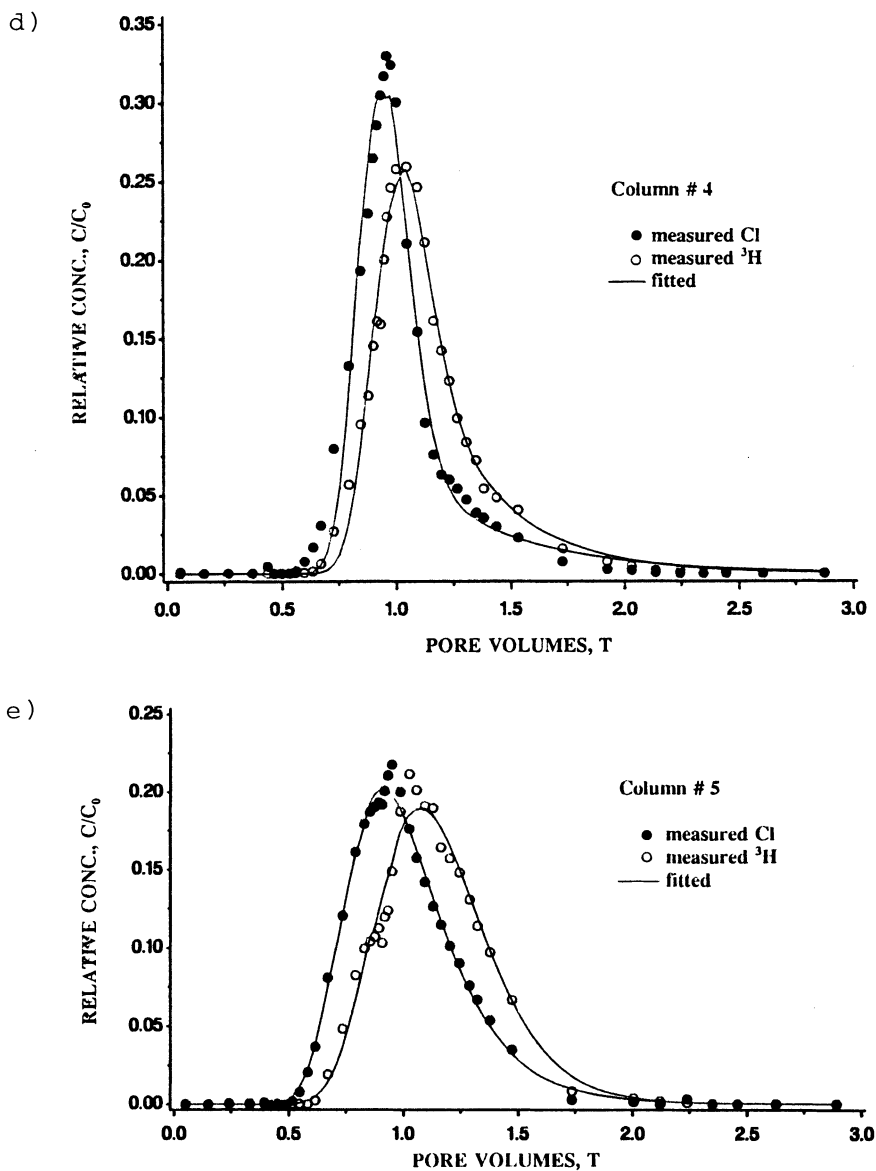 d)
0.35
0.30
0.25
0.20
0.15
0.10
0.05
0.00
RELATIVE CONC., C/C₀
Column # 4
measured Cl
measured ³H
fitted
0.0 0.5 1.0 1.5 2.0 2.5 3.0
PORE VOLUMES, T
e)
0.25
0.20
0.15
0.10
0.05
0.00
RELATIVE CONC., C/C₀
Column # 5
measured Cl
measured ³H
fitted
0.0 0.5 1.0 1.5 2.0 2.5 3.0
PORE VOLUMES, T